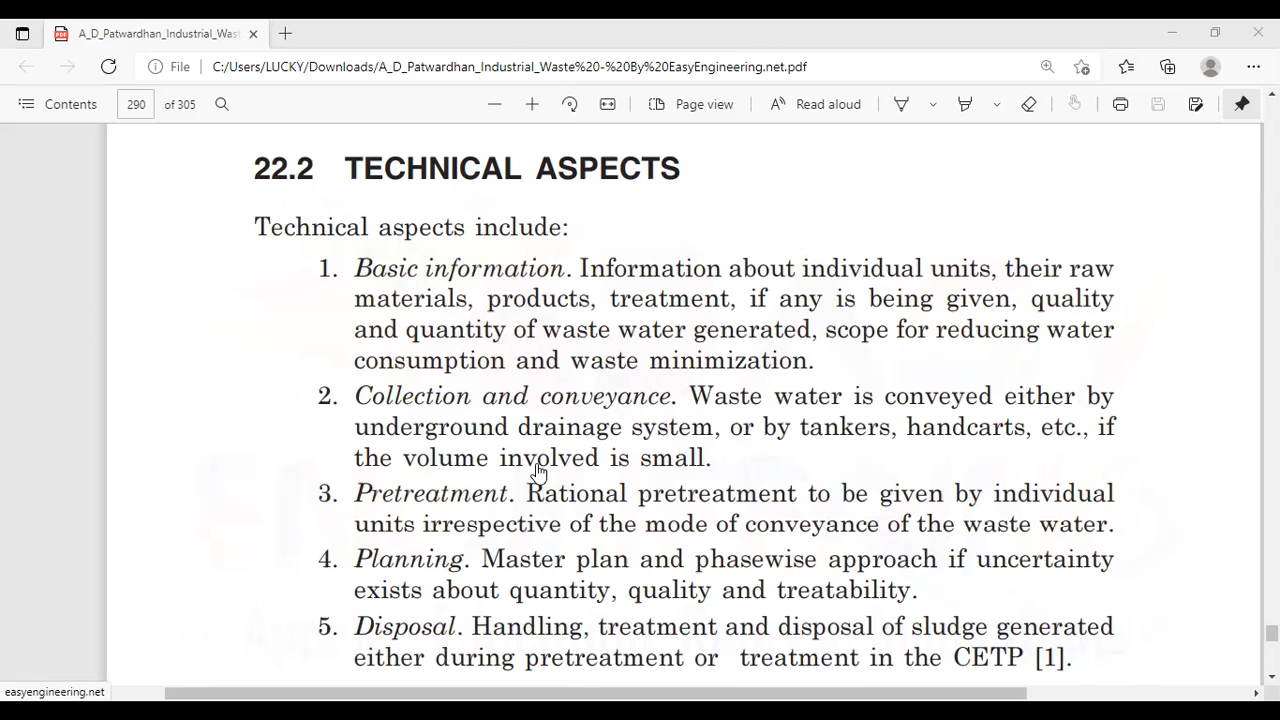 A_D_Patwardhan_Industrial_Wast
File C:/Users/LUCKY/Downloads/A_D_Patwardhan_Industrial_Waste%20-%20By%20EasyEngineering.net.pdf
Contents 290 of 305 Page view Read aloud
22.2 TECHNICAL ASPECTS
Technical aspects include:
1. Basic information. Information about individual units, their raw
materials, products, treatment, if any is being given, quality
and quantity of waste water generated, scope for reducing water
consumption and waste minimization.
2. Collection and conveyance. Waste water is conveyed either by
underground drainage system, or by tankers, handcarts, etc., if
the volume involved is small.
3. Pretreatment. Rational pretreatment to be given by individual
units irrespective of the mode of conveyance of the waste water.
4. Planning. Master plan and phasewise approach if uncertainty
exists about quantity, quality and treatability.
5. Disposal. Handling, treatment and disposal of sludge generated
either during pretreatment or treatment in the CETP [1].
easyengineering.net